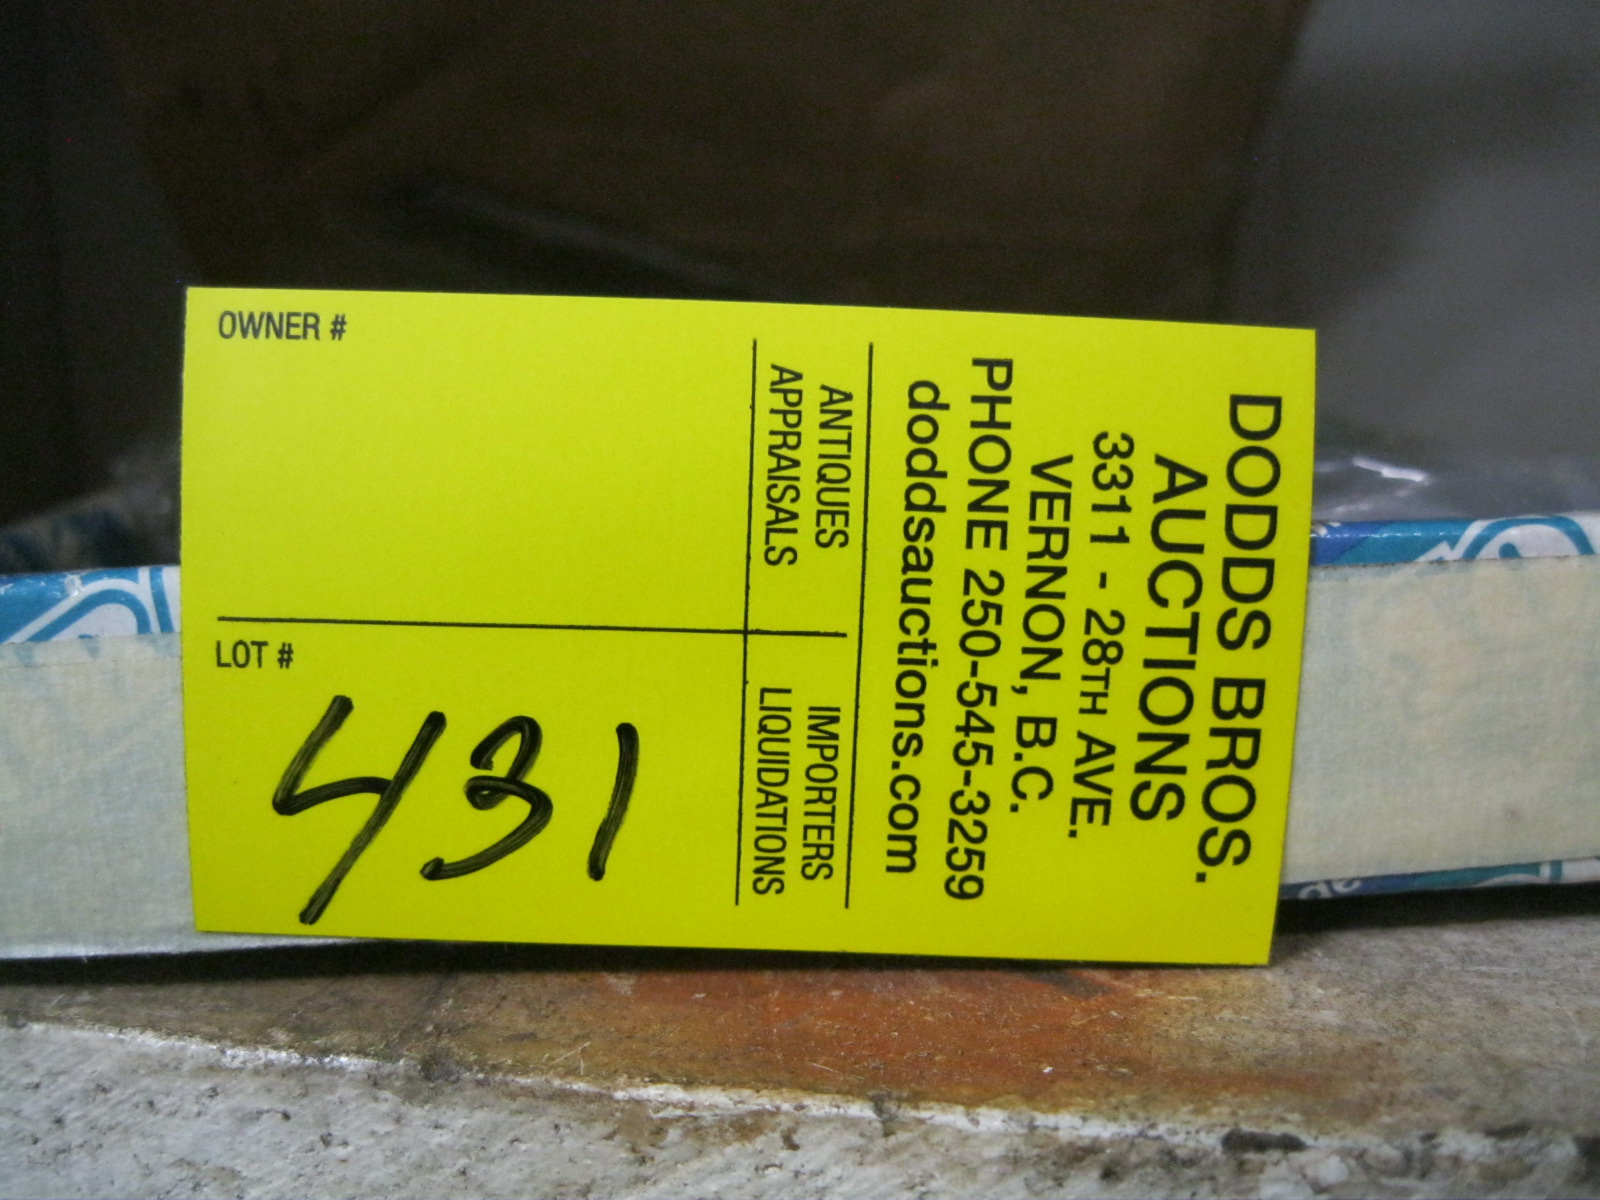 DODDS BROS.
AUCTIONS
3311 - 28TH AVE.
VERNON, B.C.
PHONE 250-545-3259
doddsauctions.com
ANTIQUES
APPRAISALS
IMPORTERS
LIQUIDATIONS
OWNER #
LOT #
431